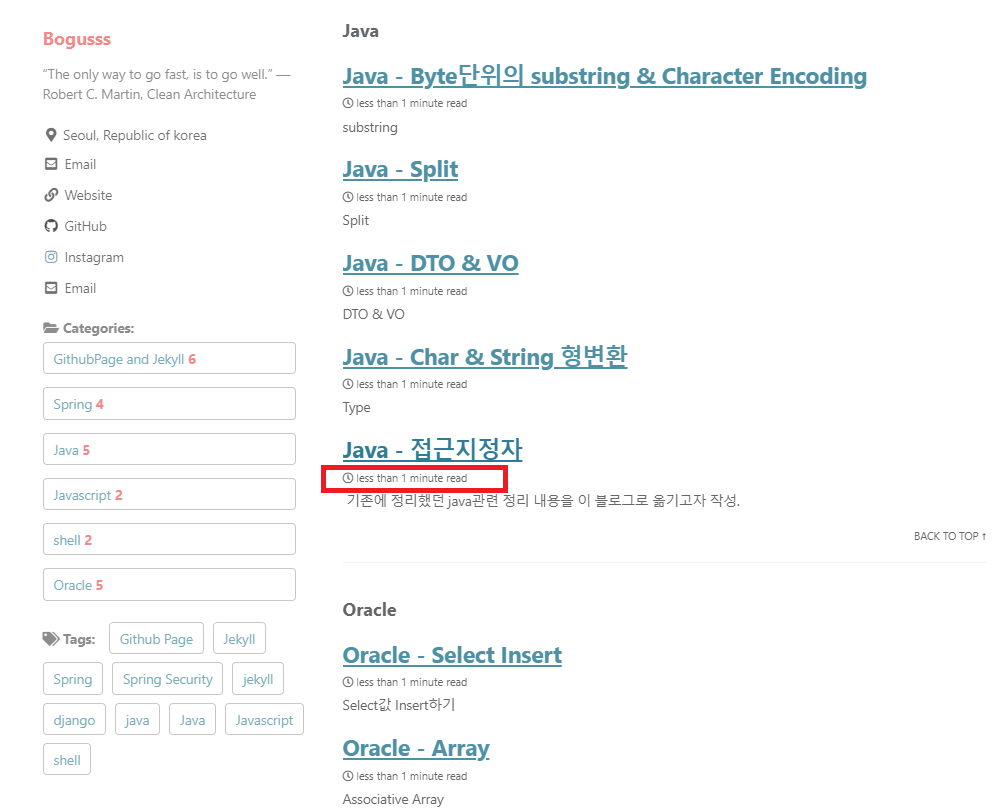 Bogusss
“The only way to go fast, is to go well.” —
Robert C. Martin, Clean Architecture
Seoul, Republic of korea
Email
Website
GitHub
Instagram
Email
Categories:
GithubPage and Jekyll 6
Spring 4
Java 5
Javascript 2
shell 2
Oracle 5
Tags: Github Page Jekyll
Spring Spring Security jekyll
django java Java Javascript
shell
Java
Java - Byte단위의 substring & Character Encoding
less than 1 minute read
substring
Java - Split
less than 1 minute read
Split
Java - DTO & VO
less than 1 minute read
DTO & VO
Java - Char & String 형변환
less than 1 minute read
Type
Java - 접근지정자
less than 1 minute read
기존에 정리했던 java관련 정리 내용을 이 블로그로 옮기고자 작성.
BACK TO TOP ↑
Oracle
Oracle - Select Insert
less than 1 minute read
Select값 Insert하기
Oracle - Array
less than 1 minute read
Associative Array